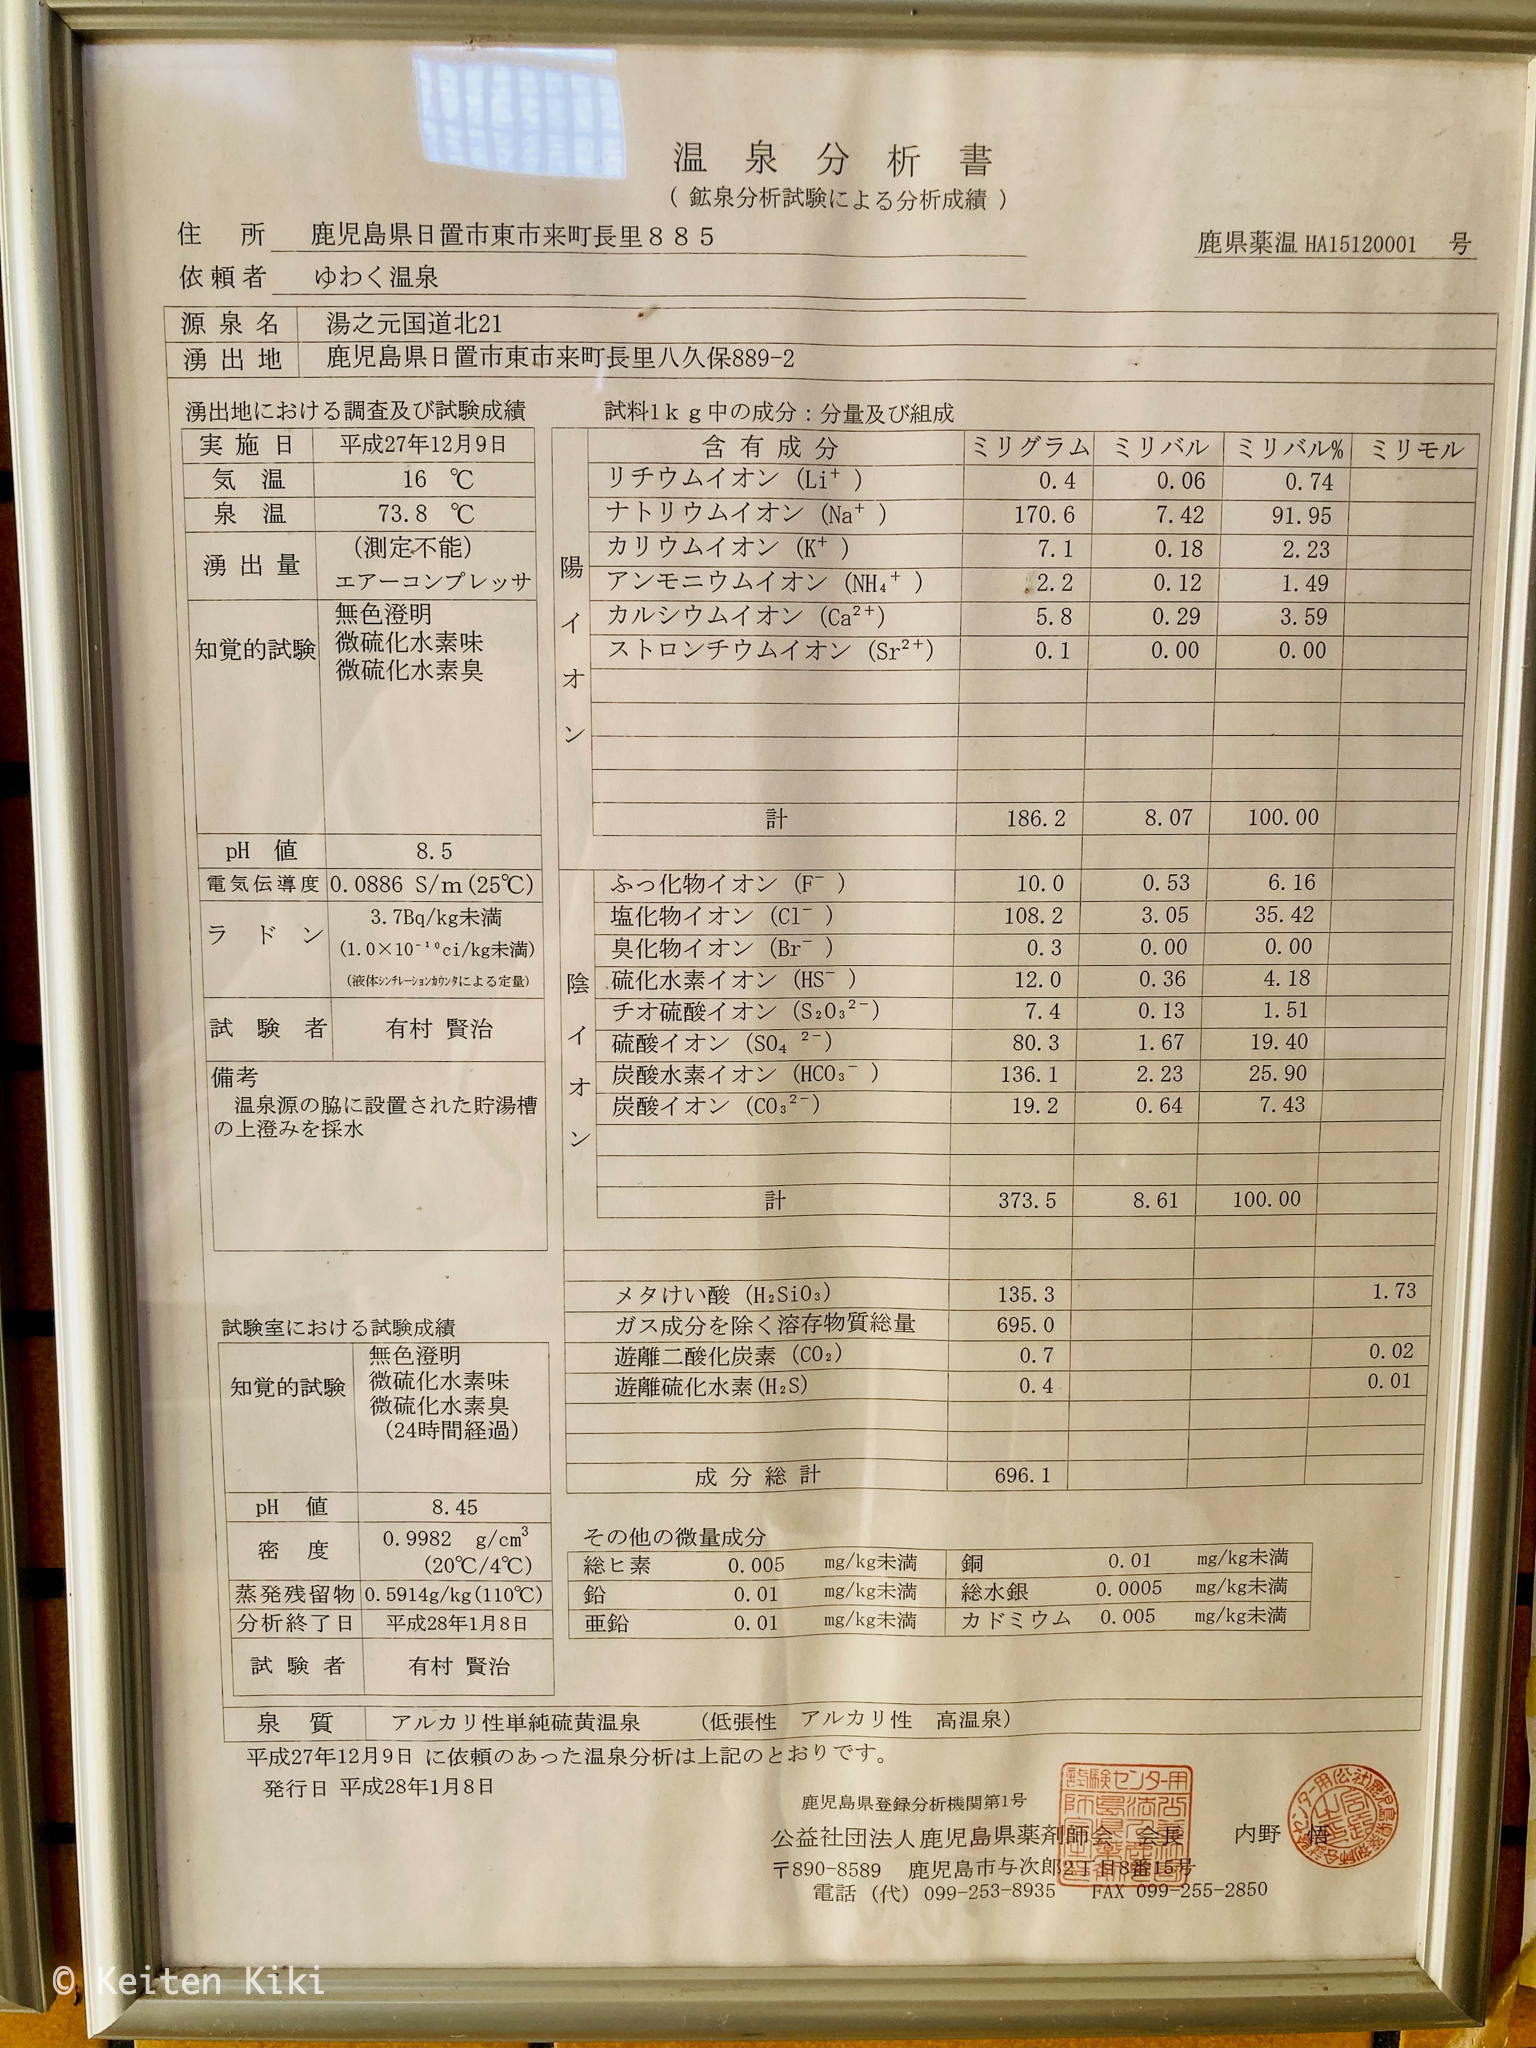 温泉分析書
(鉱泉分析試験による分析成績)
住所 鹿児島県日置市東市来町長里885
鹿県薬温 HA15120001 号
依頼者 ゆわく温泉
源泉名 湯之元国道北21
湧出地 鹿児島県日置市東市来町長里八久保889-2
湧出地における調査及び試験成績
実施日 平成27年12月9日
気温 16 ℃
泉温 73.8 ℃
湧出量 (測定不能)
エアーコンプレッサ
知覚的試験 無色澄明
微硫化水素味
微硫化水素臭
pH 値 8.5
電気伝導度 0.0886 S/m(25℃)
ラドン 3.7Bq/kg未満
(1.0×10⁻¹⁰ci/kg未満)
(液体シンチレーションカウンタによる定量)
試験者 有村 賢治
備考
温泉源の脇に設置された貯湯槽
の上澄みを採水
試験室における試験成績
知覚的試験 無色澄明
微硫化水素味
微硫化水素臭
(24時間経過)
pH 値 8.45
密度 0.9982 g/cm³
(20℃/4℃)
蒸発残留物 0.5914g/kg(110℃)
分析終了日 平成28年1月8日
試験者 有村 賢治
試料1kg中の成分:分量及び組成
含有成分 ミリグラム ミリバル ミリバル% ミリモル
陽イオン
リチウムイオン (Li⁺) 0.4 0.06 0.74
ナトリウムイオン (Na⁺) 170.6 7.42 91.95
カリウムイオン (K⁺) 7.1 0.18 2.23
アンモニウムイオン (NH₄⁺) 2.2 0.12 1.49
カルシウムイオン (Ca²⁺) 5.8 0.29 3.59
ストロンチウムイオン (Sr²⁺) 0.1 0.00 0.00
計 186.2 8.07 100.00
陰イオン
ふっ化物イオン (F⁻) 10.0 0.53 6.16
塩化物イオン (Cl⁻) 108.2 3.05 35.42
臭化物イオン (Br⁻) 0.3 0.00 0.00
硫化水素イオン (HS⁻) 12.0 0.36 4.18
チオ硫酸イオン (S₂O₃²⁻) 7.4 0.13 1.51
硫酸イオン (SO₄²⁻) 80.3 1.67 19.40
炭酸水素イオン (HCO₃⁻) 136.1 2.23 25.90
炭酸イオン (CO₃²⁻) 19.2 0.64 7.43
計 373.5 8.61 100.00
メタけい酸 (H₂SiO₃) 135.3 1.73
ガス成分を除く溶存物質総量 695.0
遊離二酸化炭素 (CO₂) 0.7 0.02
遊離硫化水素(H₂S) 0.4 0.01
成分総計 696.1
その他の微量成分
総ヒ素 0.005 mg/kg未満 銅 0.01 mg/kg未満
鉛 0.01 mg/kg未満 総水銀 0.0005 mg/kg未満
亜鉛 0.01 mg/kg未満 カドミウム 0.005 mg/kg未満
泉質 アルカリ性単純硫黄温泉 (低張性 アルカリ性 高温泉)
平成27年12月9日 に依頼のあった温泉分析は上記のとおりです。
発行日 平成28年1月8日
鹿児島県登録分析機関第1号
公益社団法人鹿児島県薬剤師会 会長 内野 悟
〒890-8589 鹿児島市与次郎2丁目8番15号
電話 (代) 099-253-8935 FAX 099-255-2850
© Keiten Kiki